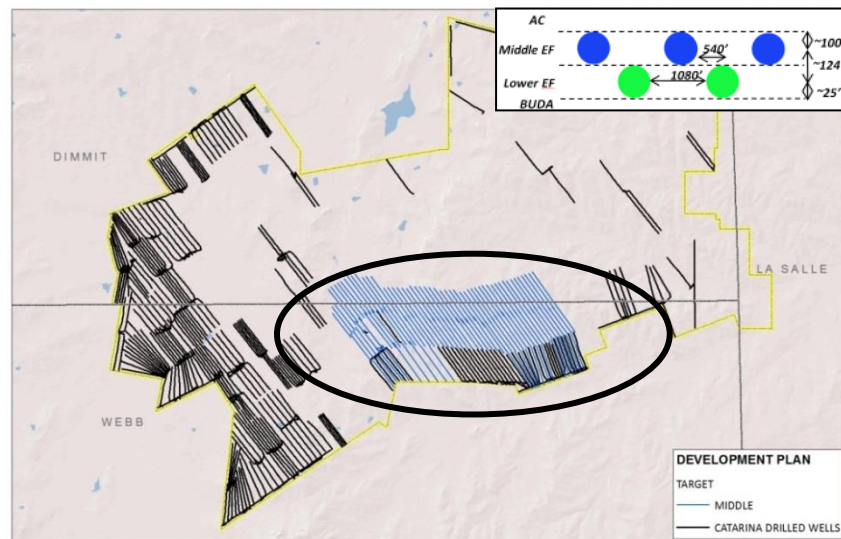 AC
Middle EF
540'
~100
~124
Lower EF
1080'
~25'
BUDA
DIMMIT
LA SALLE
WEBB
DEVELOPMENT PLAN
TARGET
MIDDLE
CATARINA DRILLED WELLS